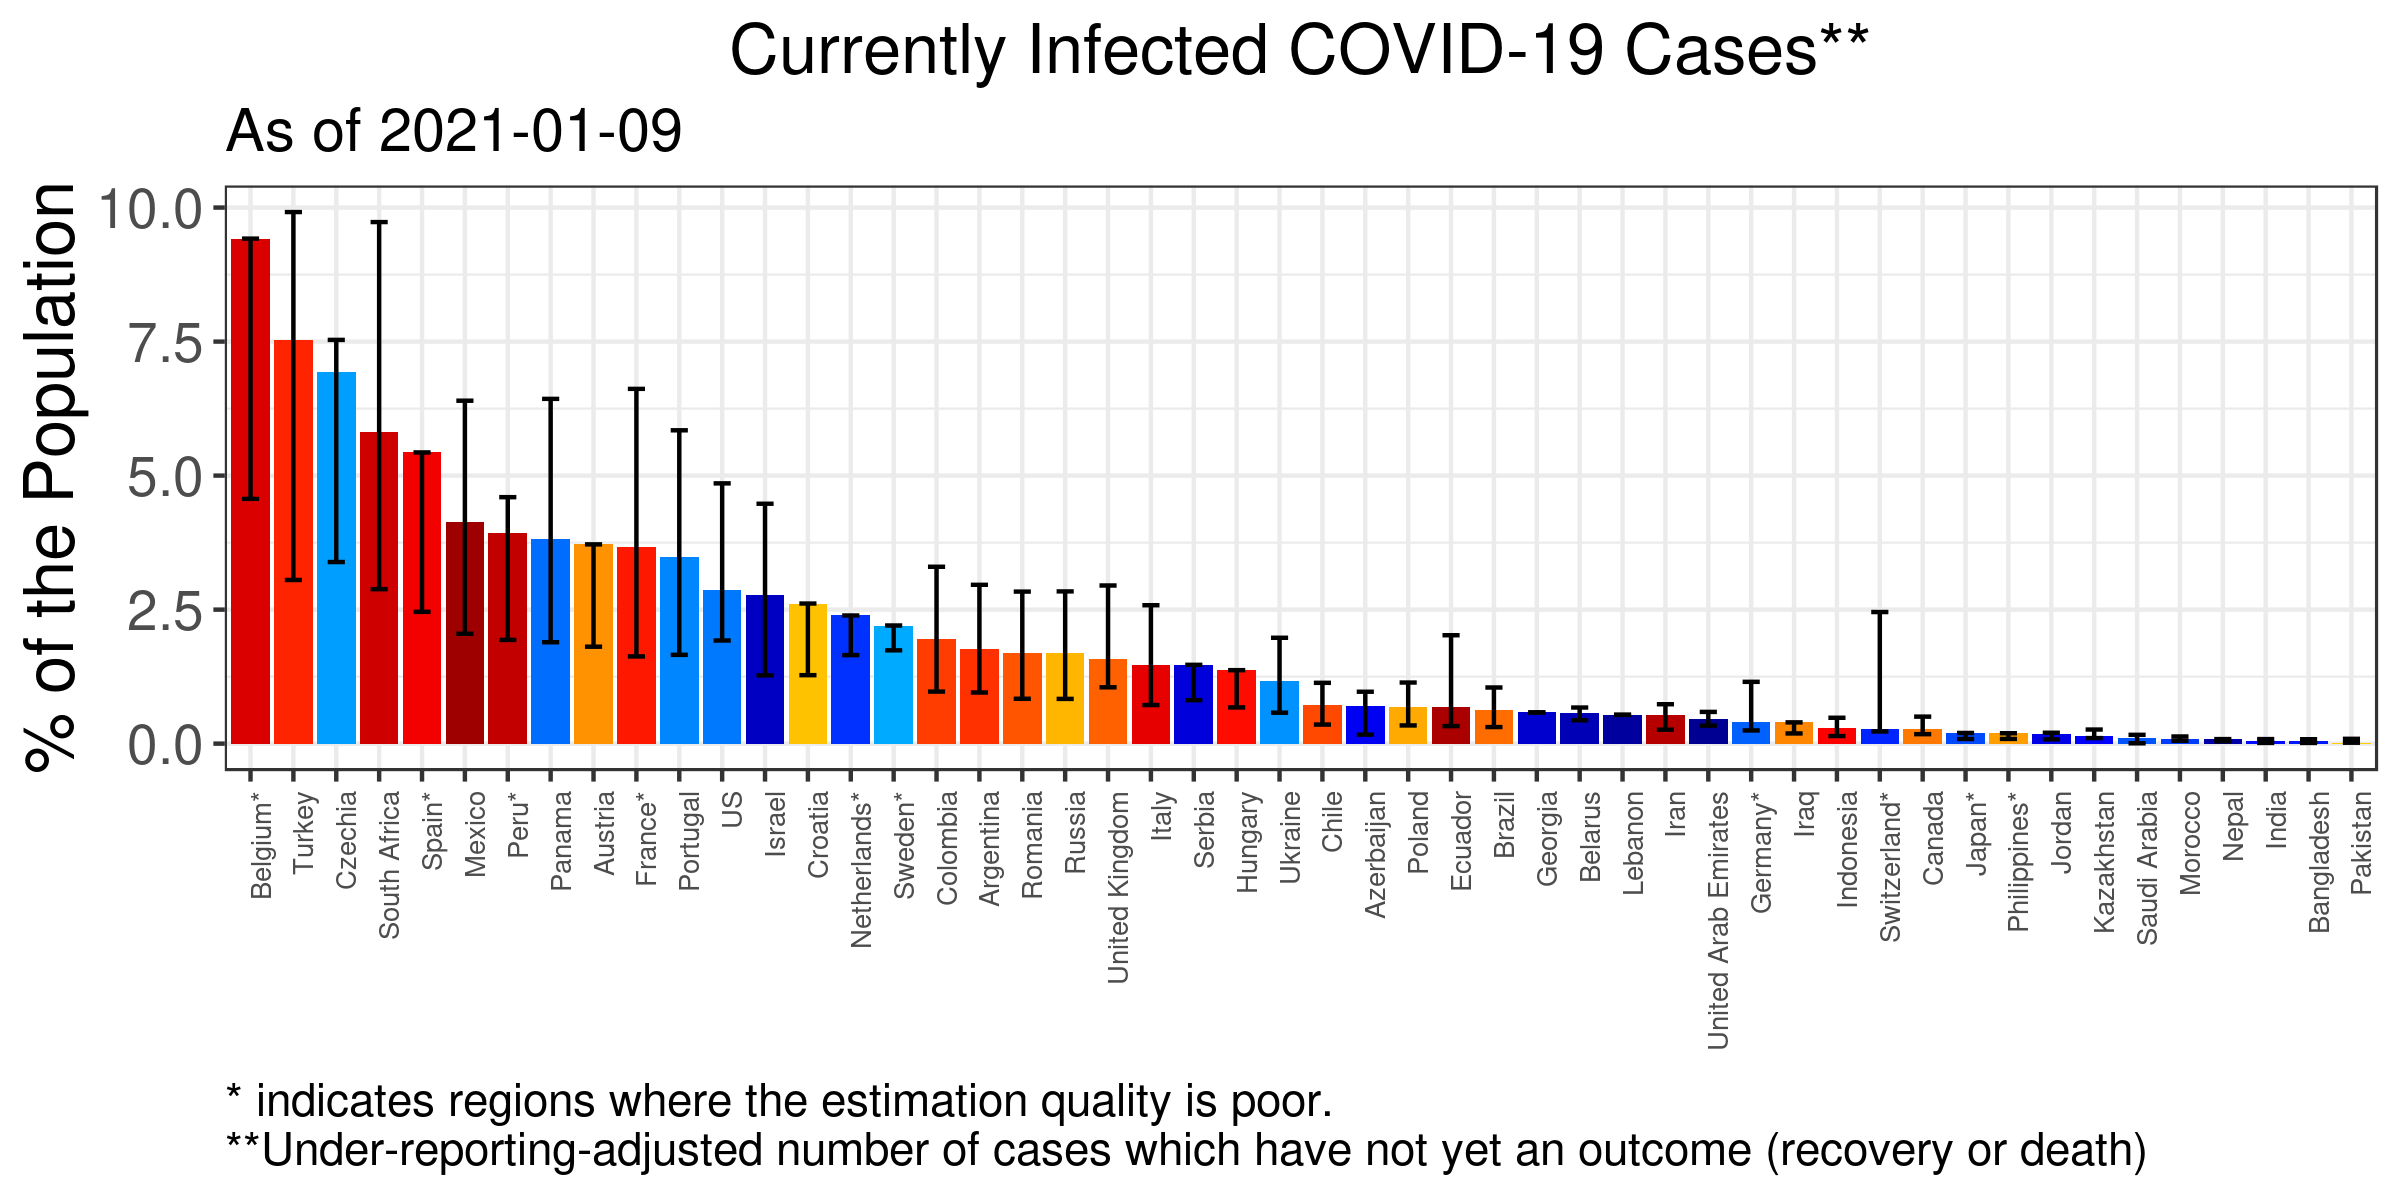 Currently Infected COVID-19 Cases**
As of 2021-01-09
% of the Population
10.0
7.5
5.0
2.5
0.0
Belgium*
Turkey
Czechia
South Africa
Spain*
Mexico
Peru*
Panama
Austria
France*
Portugal
US
Israel
Croatia
Netherlands*
Sweden*
Colombia
Argentina
Romania
Russia
United Kingdom
Italy
Serbia
Hungary
Ukraine
Chile
Azerbaijan
Poland
Ecuador
Brazil
Georgia
Belarus
Lebanon
Iran
United Arab Emirates
Germany*
Iraq
Indonesia
Switzerland*
Canada
Japan*
Philippines*
Jordan
Kazakhstan
Saudi Arabia
Morocco
Nepal
India
Bangladesh
Pakistan
* indicates regions where the estimation quality is poor.
**Under-reporting-adjusted number of cases which have not yet an outcome (recovery or death)